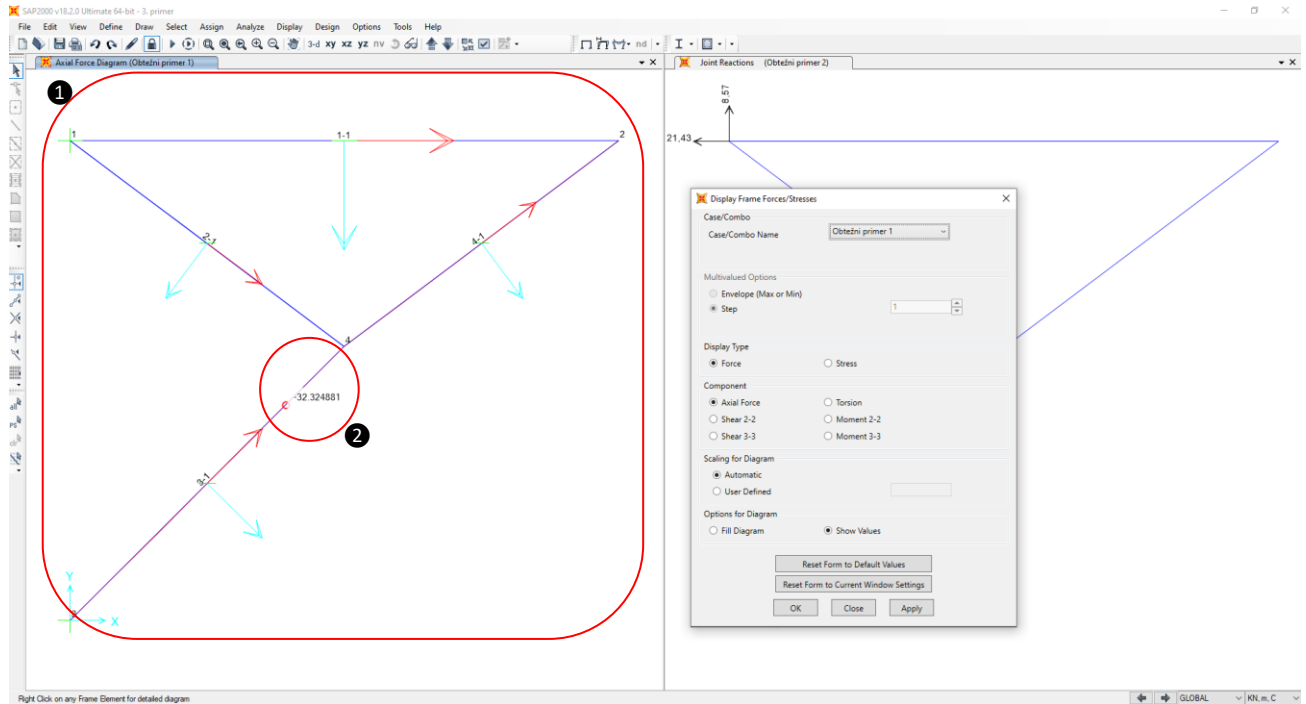 SAP2000 v18.2.0 Ultimate 64-bit - 3. primer
File Edit View Define Draw Select Assign Analyze Display Design Options Tools Help
3-d xy xz yz nv nd
Axial Force Diagram (Obtežni primer 1)
Joint Reactions (Obtežni primer 2)
1
1
1-1
2
2-1
4-1
4
-32.324881
2
3-1
Y
X
all
PS
clr
8.57
21,43
Display Frame Forces/Stresses
Case/Combo
Case/Combo Name
Obtežni primer 1
Multivalued Options
Envelope (Max or Min)
Step
1
Display Type
Force
Stress
Component
Axial Force
Torsion
Shear 2-2
Moment 2-2
Shear 3-3
Moment 3-3
Scaling for Diagram
Automatic
User Defined
Options for Diagram
Fill Diagram
Show Values
Reset Form to Default Values
Reset Form to Current Window Settings
OK Close Apply
Right Click on any Frame Element for detailed diagram
GLOBAL
KN, m, C